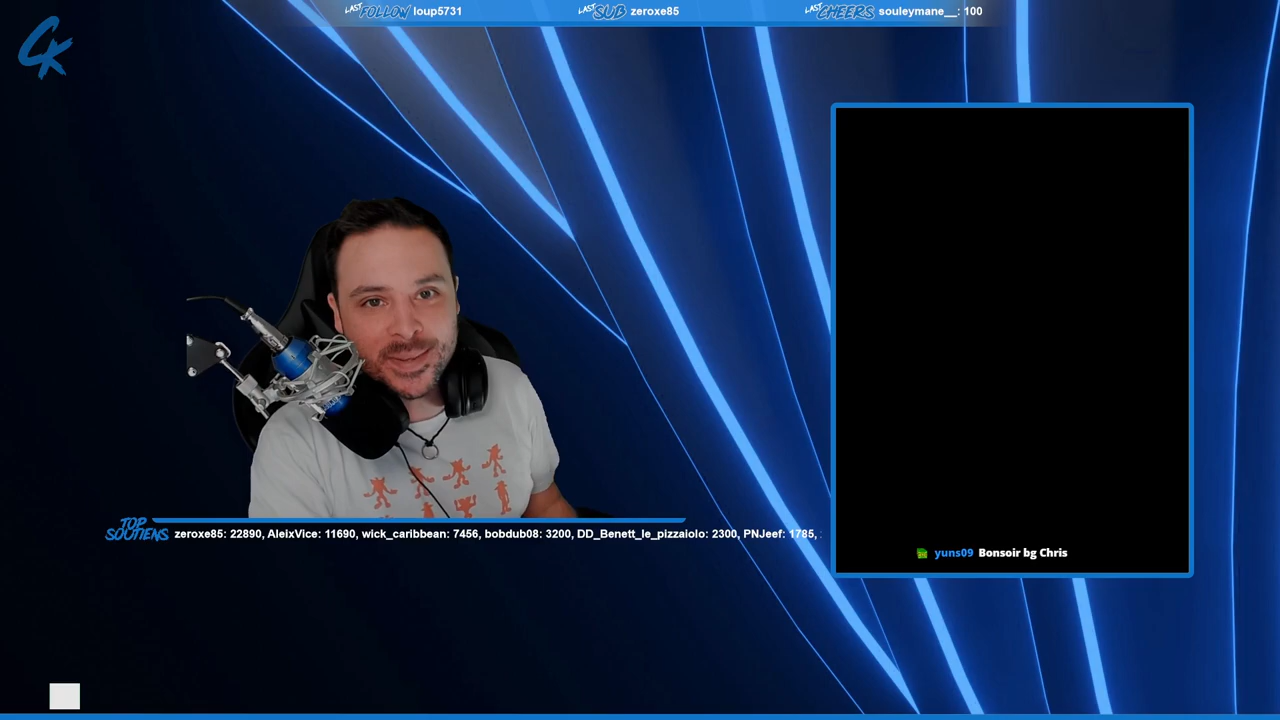 LAST FOLLOW loup5731
LAST SUB zeroxe85
LAST CHEERS souleymane__: 100
CK
TOP
SOUTIENS zeroxe85: 22890, AleixVice: 11690, wick_caribbean: 7456, bobdub08: 3200, DD_Benett_le_pizzaiolo: 2300, PNJeef: 1785,
yuns09 Bonsoir bg Chris